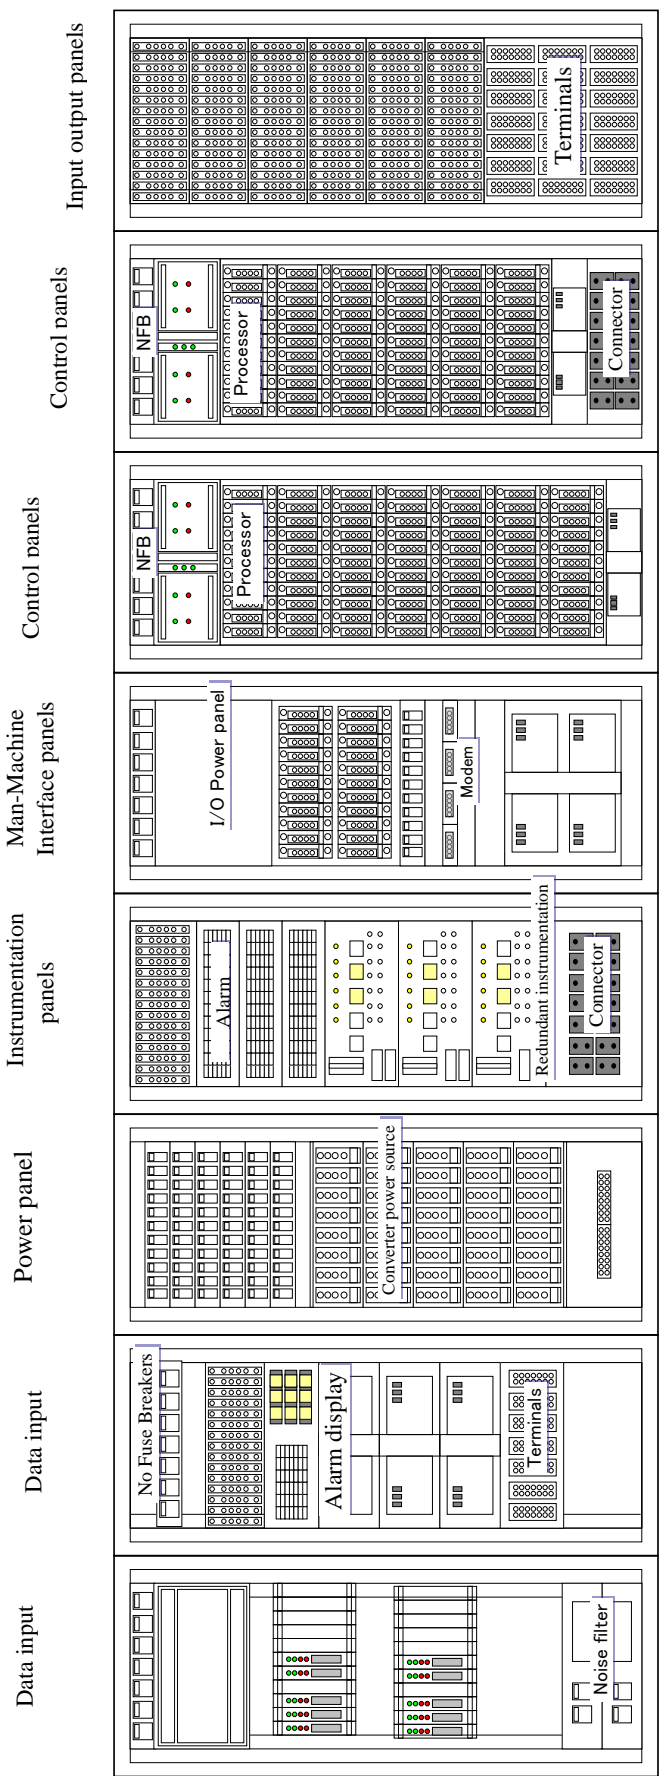 Data input
Data input
Power panel
Instrumentation
panels
Man-Machine
Interface panels
Control panels
Control panels
Input output panels
Noise filter
No Fuse Breakers
Alarm display
Terminals
Converter power source
Alarm
Redundant instrumentation
Connector
I/O Power panel
Modem
NFB
Processor
NFB
Processor
Connector
Terminals